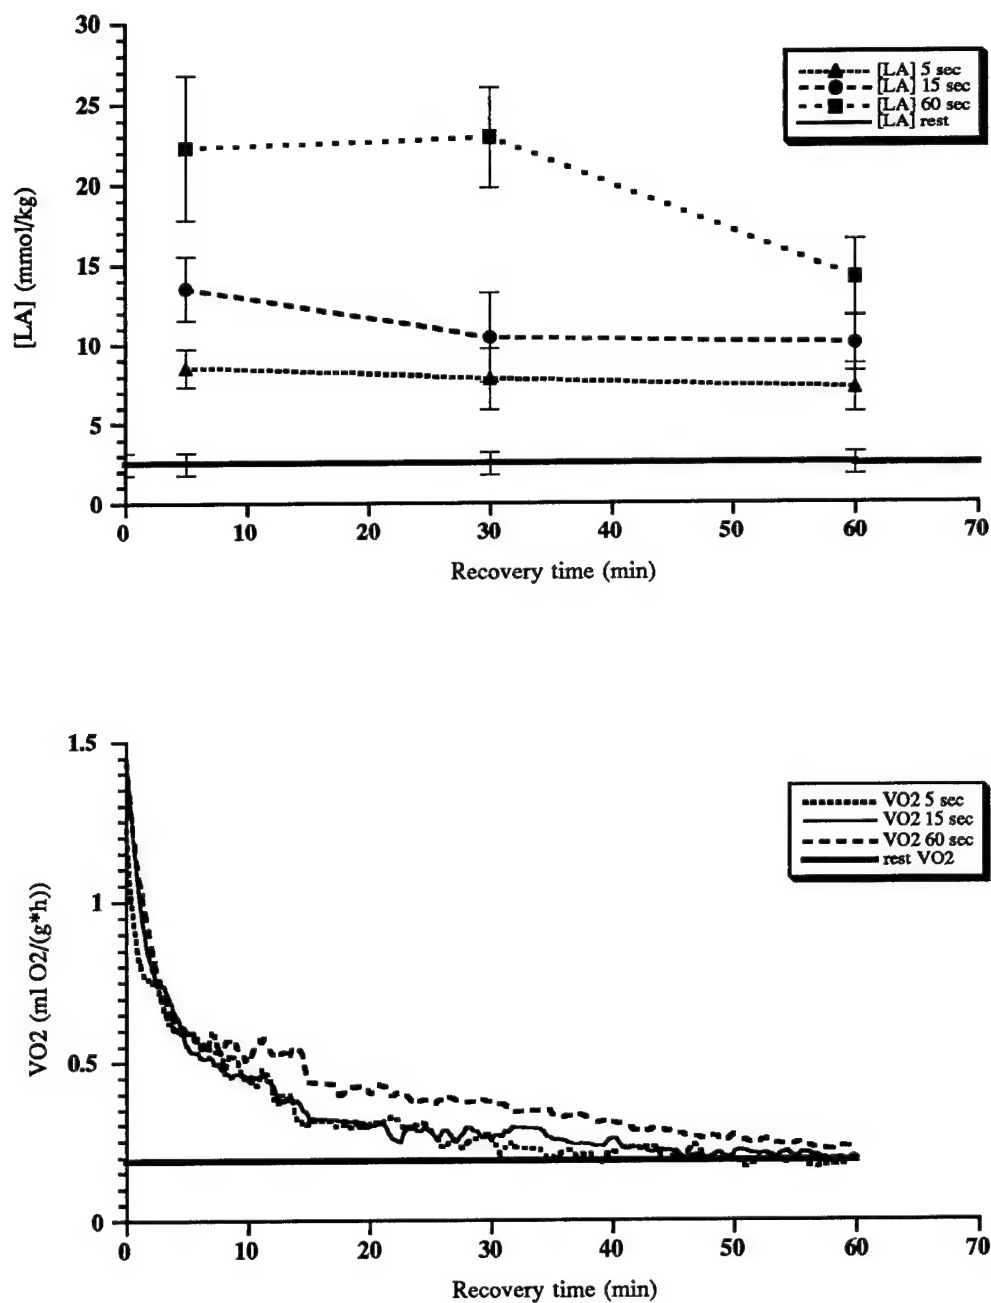 30
25
20
15
10
5
0
[LA] (mmol/kg)
[LA] 5 sec
[LA] 15 sec
[LA] 60 sec
[LA] rest
0 10 20 30 40 50 60 70
Recovery time (min)
1.5
1
0.5
0
VO2 (ml O2/(g*h))
VO2 5 sec
VO2 15 sec
VO2 60 sec
rest VO2
0 10 20 30 40 50 60 70
Recovery time (min)